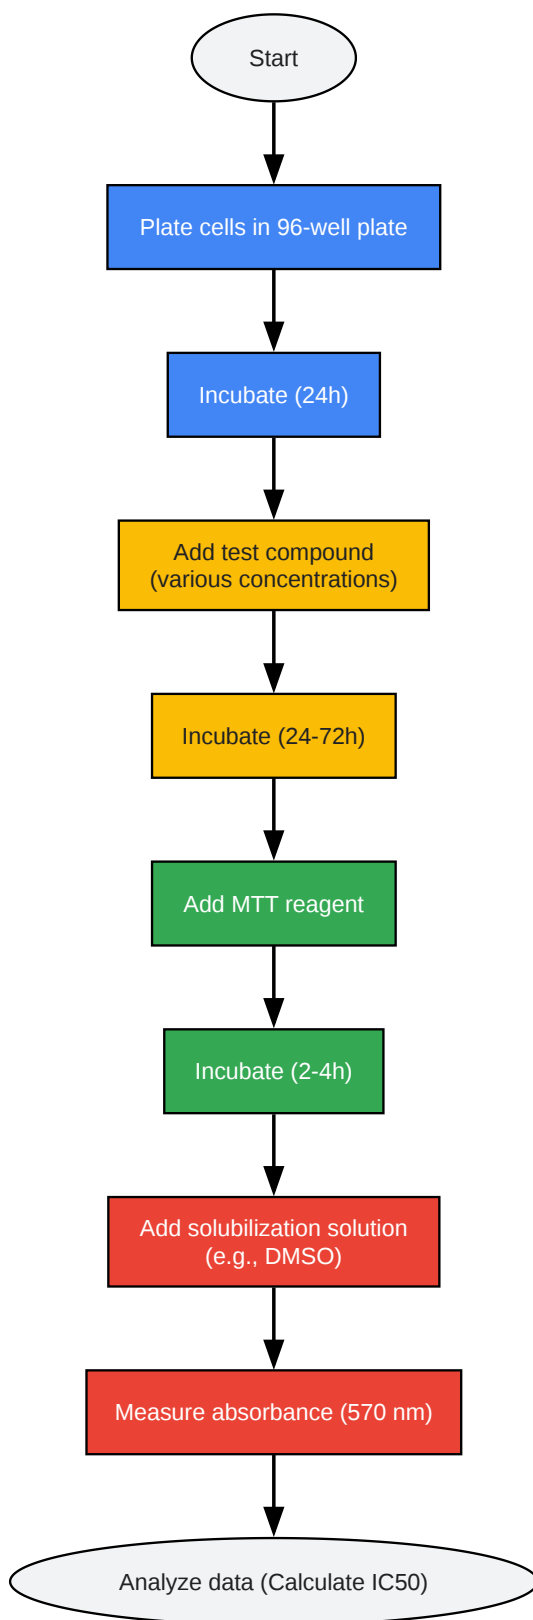 Start
Plate cells in 96-well plate
Incubate (24h)
Add test compound
(various concentrations)
Incubate (24-72h)
Add MTT reagent
Incubate (2-4h)
Add solubilization solution
(e.g., DMSO)
Measure absorbance (570 nm)
Analyze data (Calculate IC50)